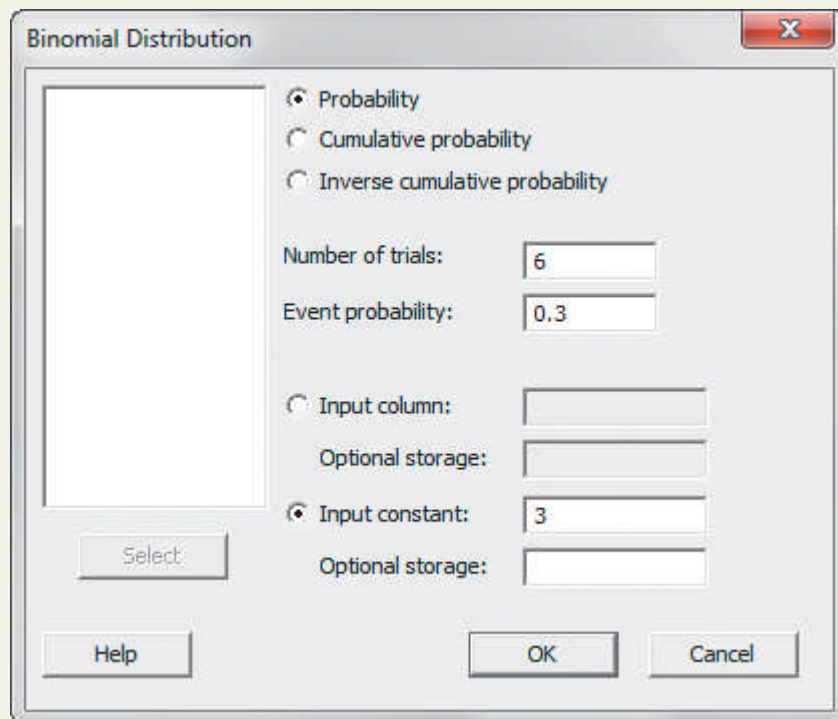 Binomial Distribution
Probability
Cumulative probability
Inverse cumulative probability
Number of trials: 6
Event probability: 0.3
Input column:
Optional storage:
Input constant: 3
Optional storage:
Select
Help OK Cancel